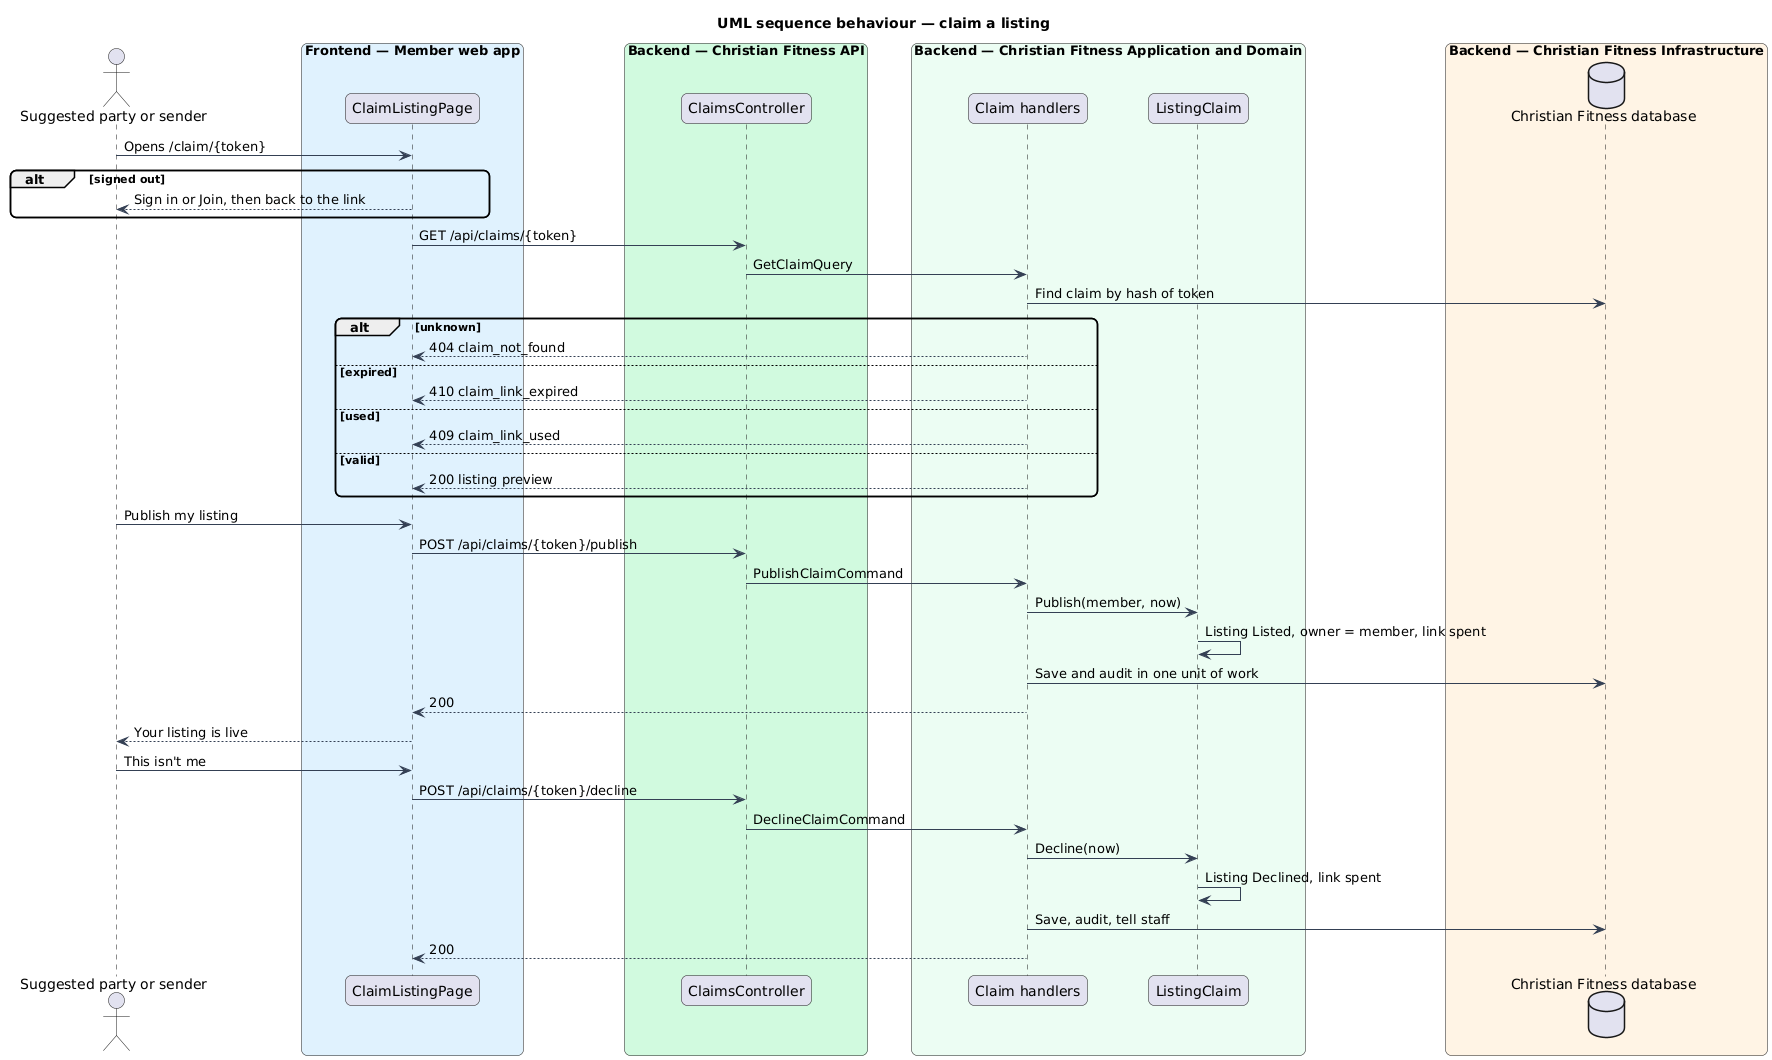 UML sequence behaviour — claim a listing
Frontend — Member web app
Backend — Christian Fitness API
Backend — Christian Fitness Application and Domain
Backend — Christian Fitness Infrastructure
Suggested party or sender
ClaimListingPage
ClaimsController
Claim handlers
ListingClaim
Christian Fitness database
Opens /claim/{token}
alt
[signed out]
Sign in or Join, then back to the link
GET /api/claims/{token}
GetClaimQuery
Find claim by hash of token
alt
[unknown]
404 claim_not_found
[expired]
410 claim_link_expired
[used]
409 claim_link_used
[valid]
200 listing preview
Publish my listing
POST /api/claims/{token}/publish
PublishClaimCommand
Publish(member, now)
Listing Listed, owner = member, link spent
Save and audit in one unit of work
200
Your listing is live
This isn't me
POST /api/claims/{token}/decline
DeclineClaimCommand
Decline(now)
Listing Declined, link spent
Save, audit, tell staff
200
Suggested party or sender
ClaimListingPage
ClaimsController
Claim handlers
ListingClaim
Christian Fitness database